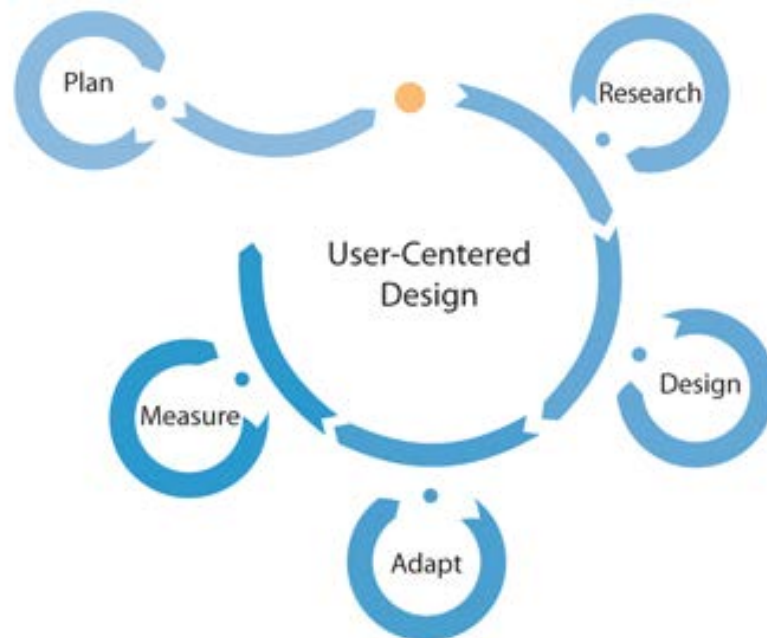 Plan
Research
User-Centered
Design
Design
Measure
Adapt